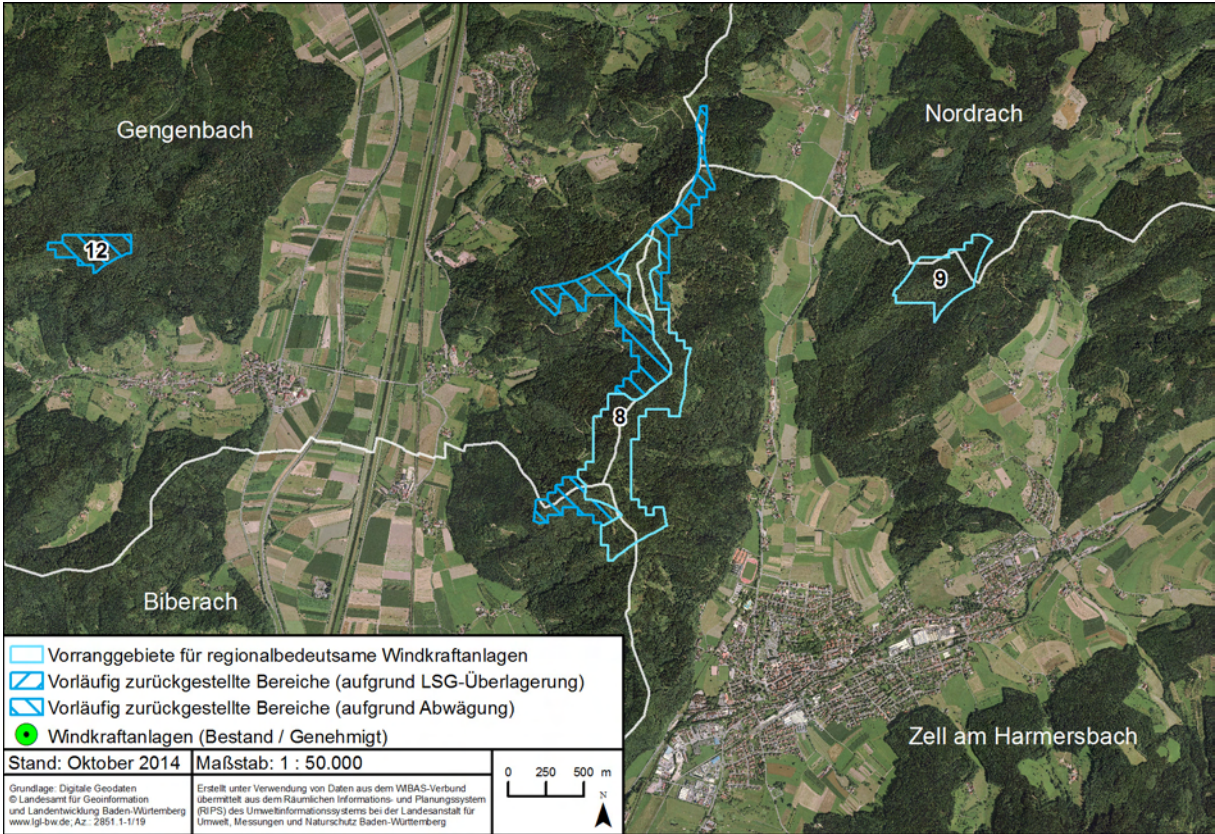 Gengenbach
Nordrach
12
9
8
Biberach
Zell am Harmersbach
Vorranggebiete für regionalbedeutsame Windkraftanlagen
Vorläufig zurückgestellte Bereiche (aufgrund LSG-Überlagerung)
Vorläufig zurückgestellte Bereiche (aufgrund Abwägung)
Windkraftanlagen (Bestand / Genehmigt)
Stand: Oktober 2014
Maßstab: 1 : 50.000
Grundlage: Digitale Geodaten
© Landesamt für Geoinformation
und Landentwicklung Baden-Würtemberg
www.lgl-bw.de; Az.: 2851.1-1/19
Erstellt unter Verwendung von Daten aus dem WIBAS-Verbund
übermittelt aus dem Räumlichen Informations- und Planungssystem
(RIPS) des Umweltinformationssystems bei der Landesanstalt für
Umwelt, Messungen und Naturschutz Baden-Württemberg
0 250 500 m
N